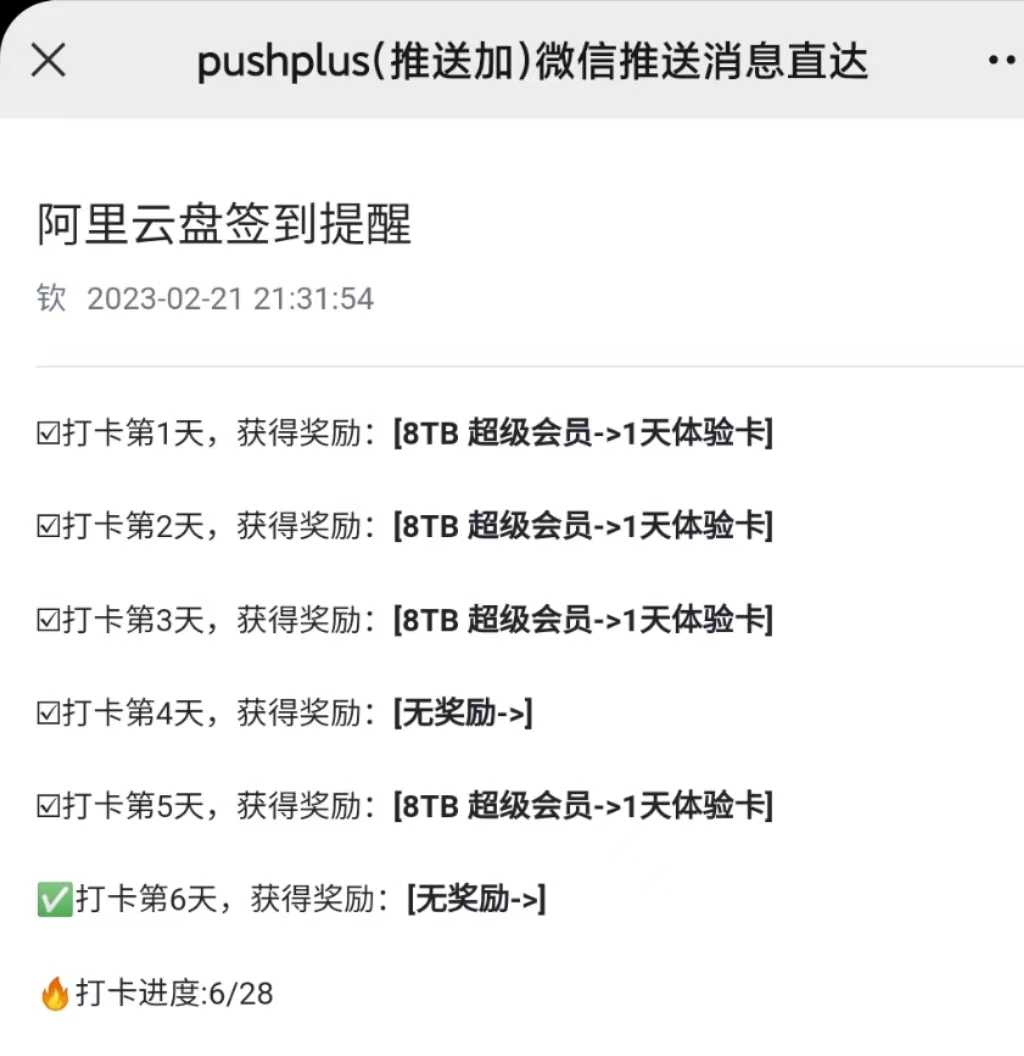 pushplus(推送加)微信推送消息直达
阿里云盘签到提醒
钦 2023-02-21 21:31:54
☑打卡第1天，获得奖励：[8TB 超级会员->1天体验卡]
☑打卡第2天，获得奖励：[8TB 超级会员->1天体验卡]
☑打卡第3天，获得奖励：[8TB 超级会员->1天体验卡]
☑打卡第4天，获得奖励：[无奖励->]
☑打卡第5天，获得奖励：[8TB 超级会员->1天体验卡]
✅打卡第6天，获得奖励：[无奖励->]
🔥打卡进度:6/28